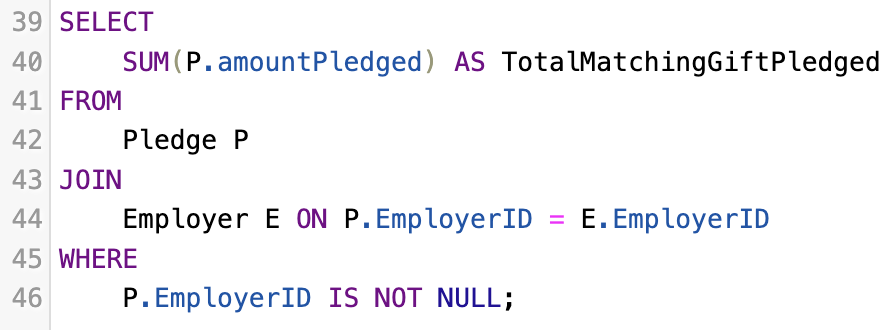 39 SELECT
40     SUM(P.amountPledged) AS TotalMatchingGiftPledged
41 FROM
42     Pledge P
43 JOIN
44     Employer E ON P.EmployerID = E.EmployerID
45 WHERE
46     P.EmployerID IS NOT NULL;